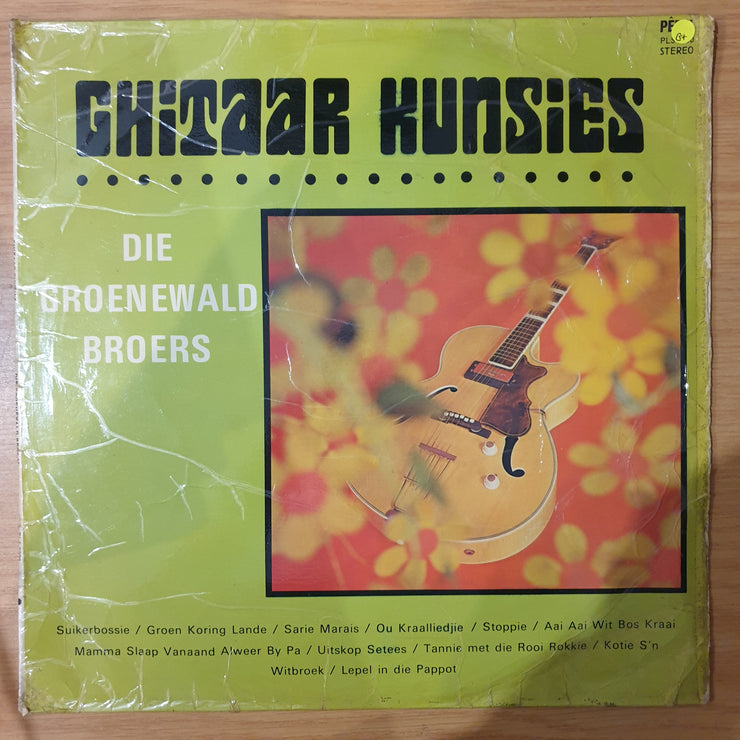 STEREO
GHiTaaR KUNSiES
DIE
GROENEWALD
BROERS
Suikerbossie / Groen Koring Lande / Sarie Marais / Ou Kraalliedjie / Stoppie / Aai Aai Wit Bos Kraai
Mamma Slaap Vanaand Alweer By Pa / Uitskop Setees / Tannie met die Rooi Rokkie / Kotie S'n
Witbroek / Lepel in die Pappot